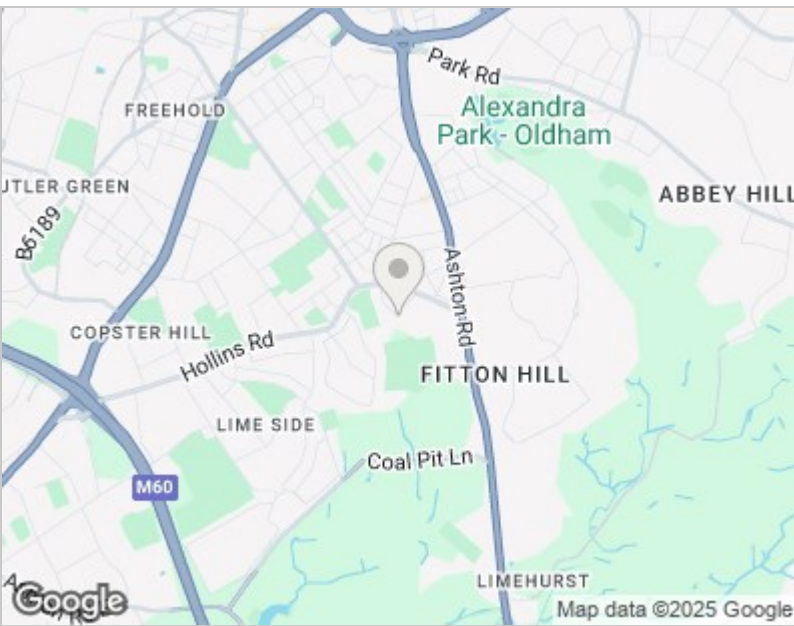 Park Rd
FREEHOLD
Alexandra
Park - Oldham
UTLER GREEN
ABBEY HILL
B6189
Ashton Rd
COPSTER HILL
Hollins Rd
FITTON HILL
LIME SIDE
Coal Pit Ln
M60
LIMEHURST
Google
Map data ©2025 Google